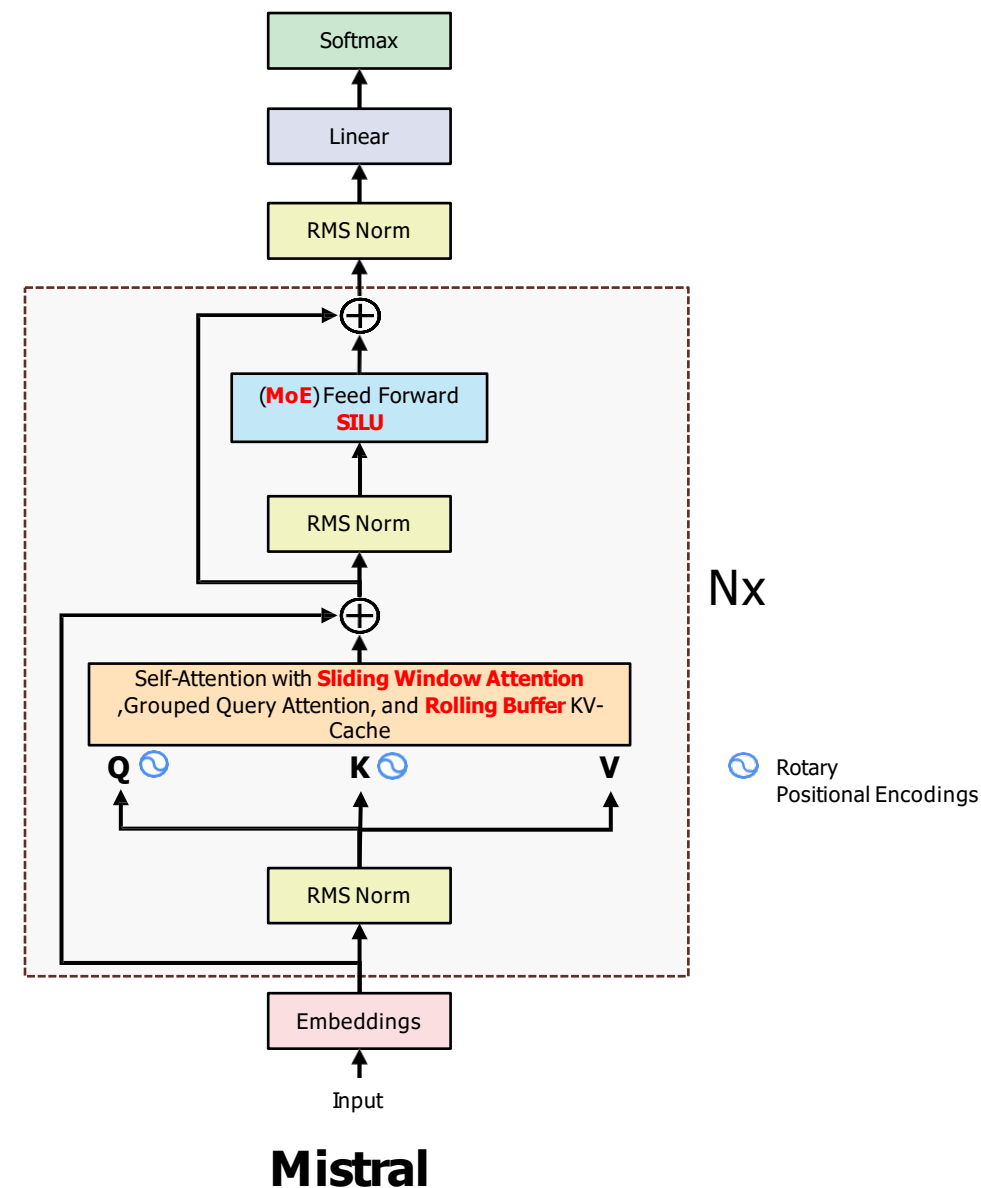 Softmax
Linear
RMS Norm
(MoE) Feed Forward
SILU
RMS Norm
Nx
Self-Attention with Sliding Window Attention
,Grouped Query Attention, and Rolling Buffer KV-
Cache
Q K V
Rotary
Positional Encodings
RMS Norm
Embeddings
Input
Mistral